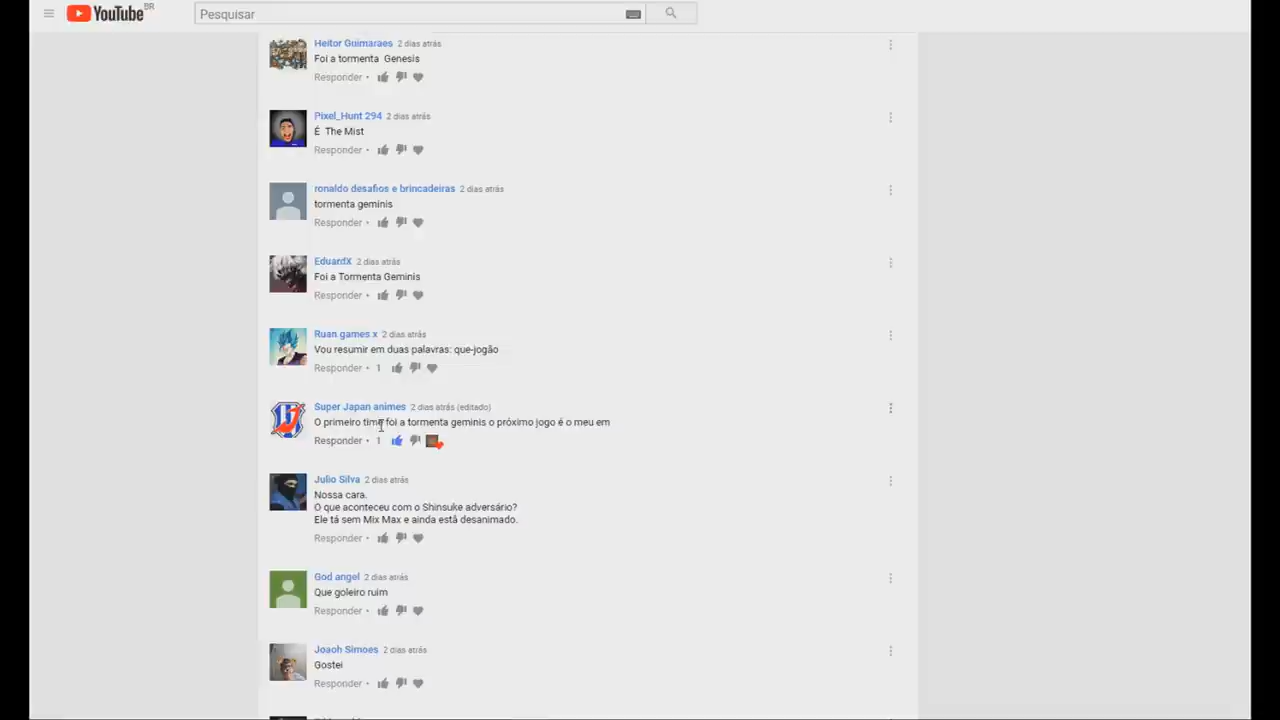 YouTube BR
Pesquisar
Heitor Guimaraes 2 dias atrás
Foi a tormenta Genesis
Responder •
Pixel_Hunt 294 2 dias atrás
É The Mist
Responder •
ronaldo desafios e brincadeiras 2 dias atrás
tormenta geminis
Responder •
EduardX 2 dias atrás
Foi a Tormenta Geminis
Responder •
Ruan games x 2 dias atrás
Vou resumir em duas palavras: que-jogão
Responder • 1
Super Japan animes 2 dias atrás (editado)
O primeiro time foi a tormenta geminis o próximo jogo é o meu em
Responder • 1
Julio Silva 2 dias atrás
Nossa cara.
O que aconteceu com o Shinsuke adversário?
Ele tá sem Mix Max e ainda está desanimado.
Responder •
God angel 2 dias atrás
Que goleiro ruim
Responder •
Joaoh Simoes 2 dias atrás
Gostei
Responder •